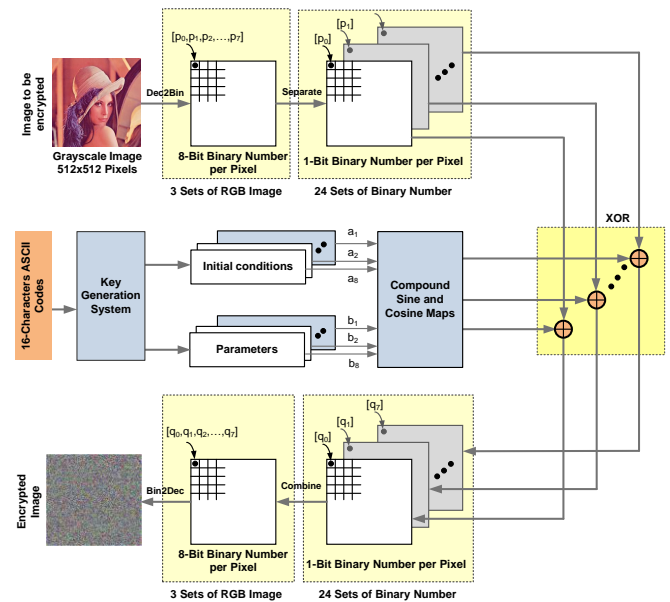 Image to be
encrypted
Grayscale Image
512x512 Pixels
Dec2Bin
[p0,p1,p2,…,p7]
8-Bit Binary Number
per Pixel
3 Sets of RGB Image
Separate
[p0]
[p1]
1-Bit Binary Number per Pixel
24 Sets of Binary Number
XOR
16-Characters ASCII
Codes
Key
Generation
System
Initial conditions
Parameters
a1
a2
a8
b1
b2
b8
Compound
Sine and
Cosine Maps
Encrypted
Image
Bin2Dec
[q0,q1,q2,…,q7]
8-Bit Binary Number
per Pixel
3 Sets of RGB Image
Combine
[q0]
[q1]
[q7]
1-Bit Binary Number per Pixel
24 Sets of Binary Number